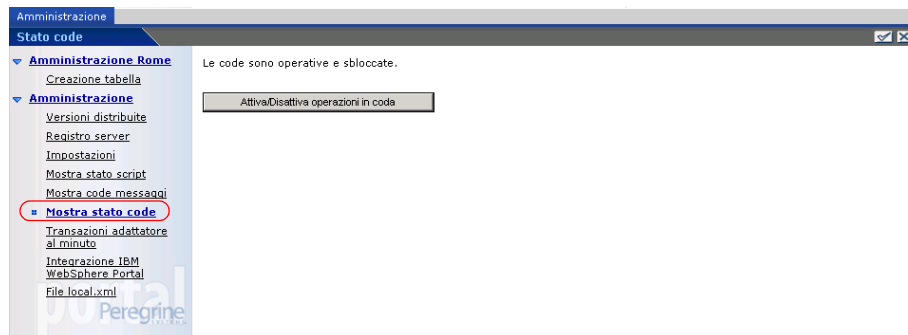 Amministrazione
Stato code
Amministrazione Rome
Creazione tabella
Amministrazione
Versioni distribuite
Registro server
Impostazioni
Mostra stato script
Mostra code messaggi
Mostra stato code
Transazioni adattatore
al minuto
Integrazione IBM
WebSphere Portal
File local.xml
portal
Peregrine
SYSTEMS
Le code sono operative e sbloccate.
Attiva/Disattiva operazioni in coda